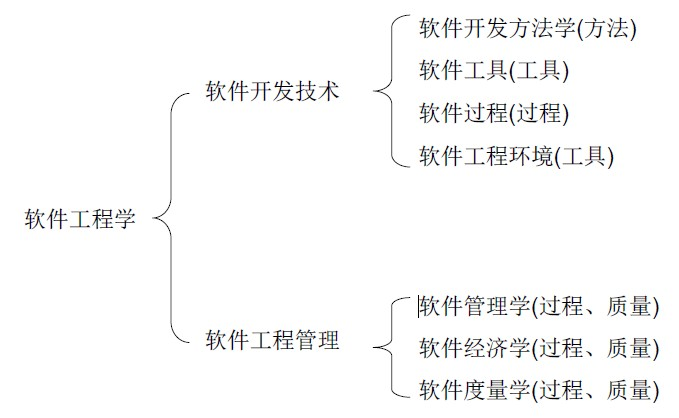 软件工程学
软件开发技术
软件开发方法学(方法)
软件工具(工具)
软件过程(过程)
软件工程环境(工具)
软件工程管理
软件管理学(过程、质量)
软件经济学(过程、质量)
软件度量学(过程、质量)